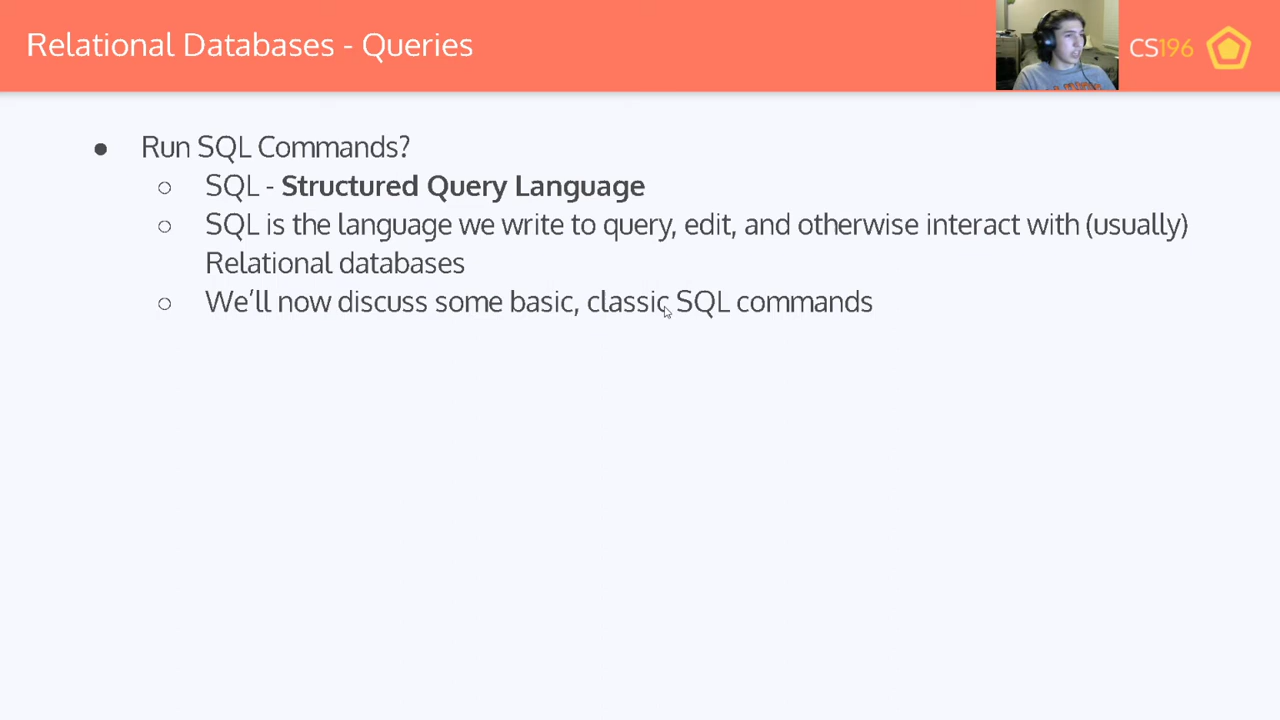 Relational Databases - Queries
CS196
● Run SQL Commands?
○ SQL - Structured Query Language
○ SQL is the language we write to query, edit, and otherwise interact with (usually)
Relational databases
○ We'll now discuss some basic, classic SQL commands